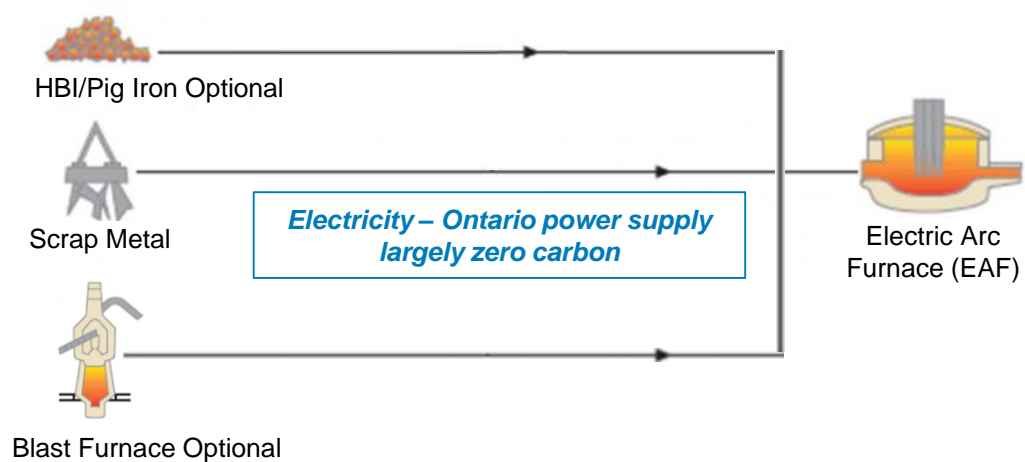 HBI/Pig Iron Optional
Scrap Metal
Electricity – Ontario power supply
largely zero carbon
Electric Arc
Furnace (EAF)
Blast Furnace Optional